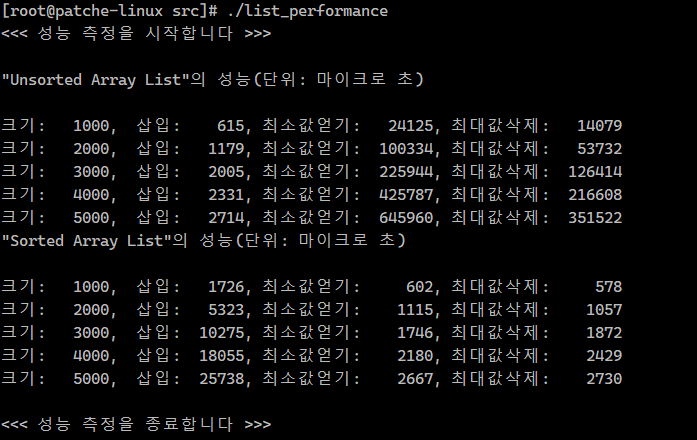 [root@patche-linux src]# ./list_performance
<<< 성능 측정을 시작합니다 >>>
"Unsorted Array List"의 성능(단위: 마이크로 초)
크기:   1000,  삽입:    615, 최소값얻기:   24125, 최대값삭제:   14079
크기:   2000,  삽입:   1179, 최소값얻기:  100334, 최대값삭제:   53732
크기:   3000,  삽입:   2005, 최소값얻기:  225944, 최대값삭제:  126414
크기:   4000,  삽입:   2331, 최소값얻기:  425787, 최대값삭제:  216608
크기:   5000,  삽입:   2714, 최소값얻기:  645960, 최대값삭제:  351522
"Sorted Array List"의 성능(단위: 마이크로 초)
크기:   1000,  삽입:   1726, 최소값얻기:     602, 최대값삭제:     578
크기:   2000,  삽입:   5323, 최소값얻기:    1115, 최대값삭제:    1057
크기:   3000,  삽입:  10275, 최소값얻기:    1746, 최대값삭제:    1872
크기:   4000,  삽입:  18055, 최소값얻기:    2180, 최대값삭제:    2429
크기:   5000,  삽입:  25738, 최소값얻기:    2667, 최대값삭제:    2730
<<< 성능 측정을 종료합니다 >>>